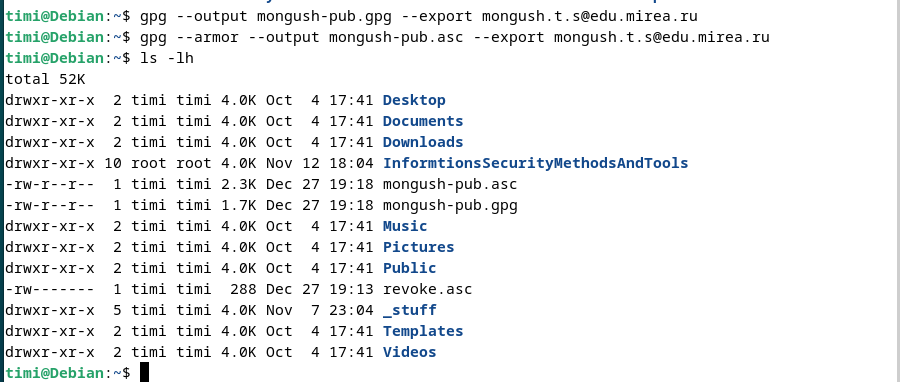 timi@Debian:~$ gpg --output mongush-pub.gpg --export mongush.t.s@edu.mirea.ru
timi@Debian:~$ gpg --armor --output mongush-pub.asc --export mongush.t.s@edu.mirea.ru
timi@Debian:~$ ls -lh
total 52K
drwxr-xr-x  2 timi timi 4.0K Oct  4 17:41 Desktop
drwxr-xr-x  2 timi timi 4.0K Oct  4 17:41 Documents
drwxr-xr-x  2 timi timi 4.0K Oct  4 17:41 Downloads
drwxr-xr-x 10 root root 4.0K Nov 12 18:04 InformtionsSecurityMethodsAndTools
-rw-r--r--  1 timi timi 2.3K Dec 27 19:18 mongush-pub.asc
-rw-r--r--  1 timi timi 1.7K Dec 27 19:18 mongush-pub.gpg
drwxr-xr-x  2 timi timi 4.0K Oct  4 17:41 Music
drwxr-xr-x  2 timi timi 4.0K Oct  4 17:41 Pictures
drwxr-xr-x  2 timi timi 4.0K Oct  4 17:41 Public
-rw-------  1 timi timi  288 Dec 27 19:13 revoke.asc
drwxr-xr-x  5 timi timi 4.0K Nov  7 23:04 _stuff
drwxr-xr-x  2 timi timi 4.0K Oct  4 17:41 Templates
drwxr-xr-x  2 timi timi 4.0K Oct  4 17:41 Videos
timi@Debian:~$